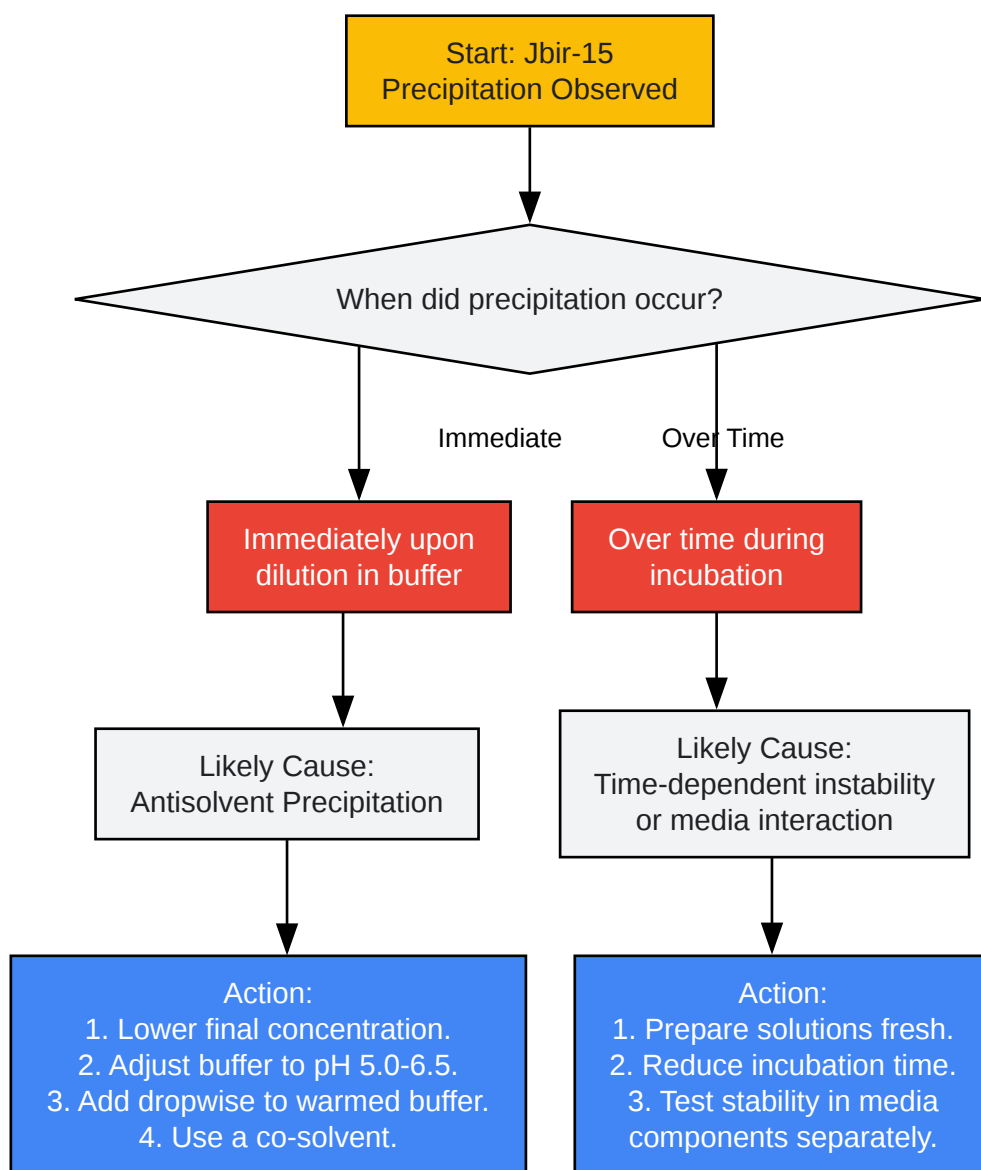 Start: Jbir-15
Precipitation Observed
When did precipitation occur?
Immediate
Over Time
Immediately upon
dilution in buffer
Over time during
incubation
Likely Cause:
Antisolvent Precipitation
Likely Cause:
Time-dependent instability
or media interaction
Action:
1. Lower final concentration.
2. Adjust buffer to pH 5.0-6.5.
3. Add dropwise to warmed buffer.
4. Use a co-solvent.
Action:
1. Prepare solutions fresh.
2. Reduce incubation time.
3. Test stability in media
components separately.